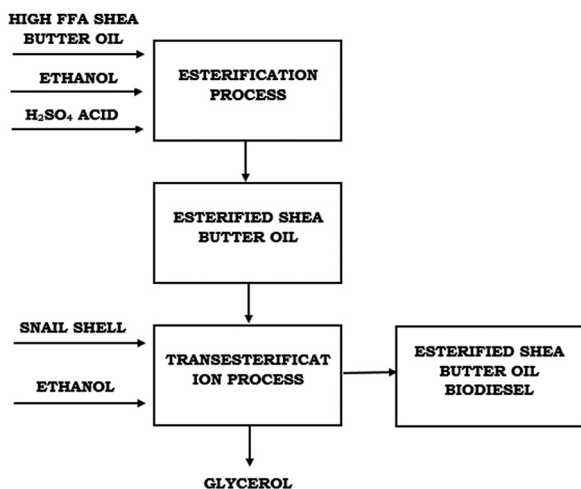 HIGH FFA SHEA
BUTTER OIL
ETHANOL
H₂SO₄ ACID
ESTERIFICATION
PROCESS
ESTERIFIED SHEA
BUTTER OIL
SNAIL SHELL
ETHANOL
TRANSESTERIFICAT
ION PROCESS
ESTERIFIED SHEA
BUTTER OIL
BIODIESEL
GLYCEROL